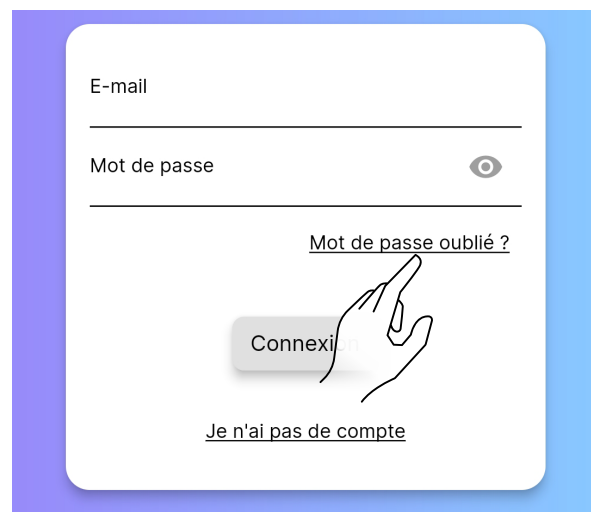 E-mail
Mot de passe
Mot de passe oublié ?
Connexion
Je n'ai pas de compte